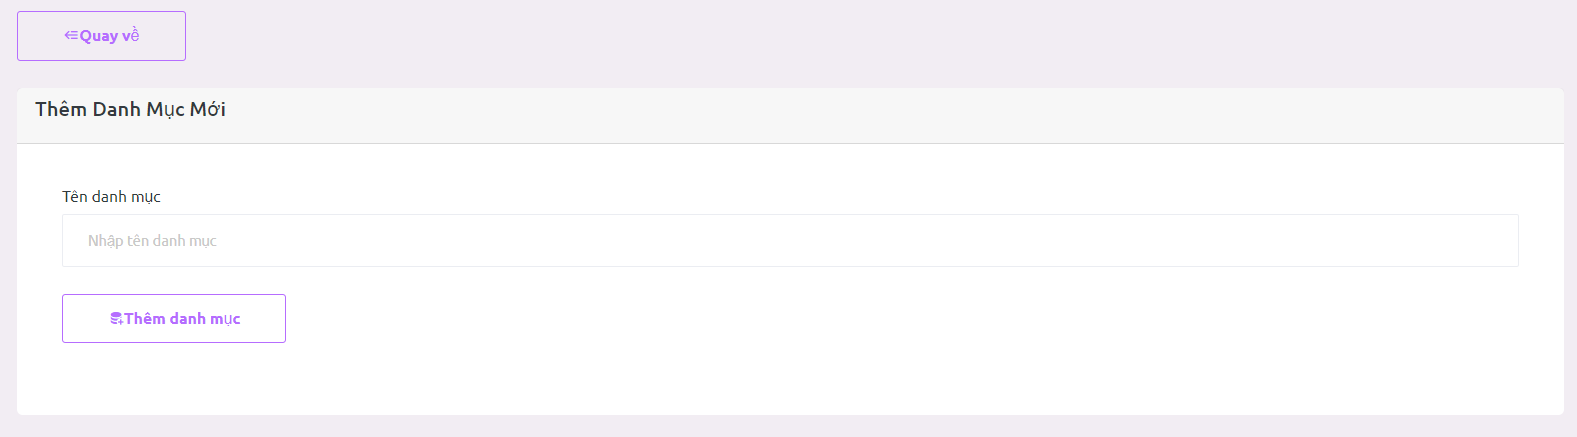 Quay về
Thêm Danh Mục Mới
Tên danh mục
Nhập tên danh mục
Thêm danh mục